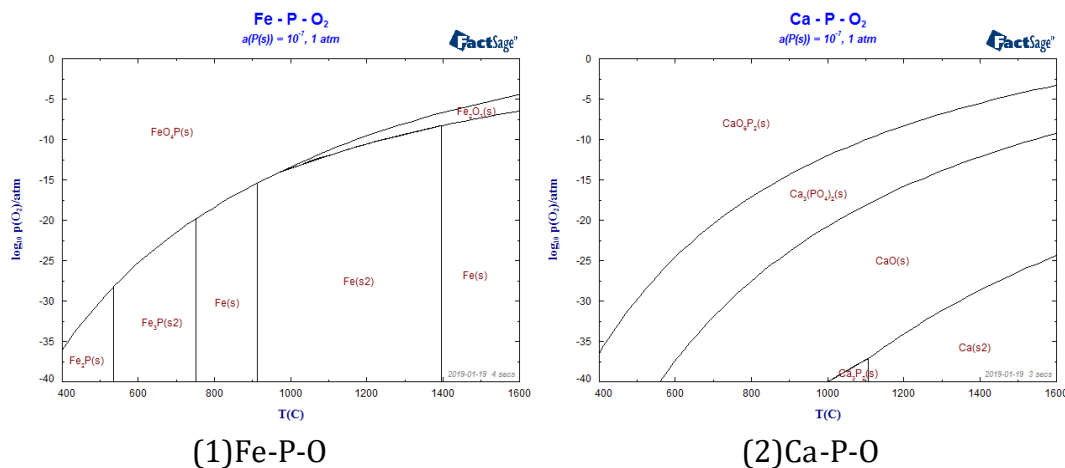 Fe - P - O₂
a(P(s)) = 10⁻⁷, 1 atm
FactSage™
0
-5
-10
-15
-20
-25
-30
-35
-40
log₁₀ p(O₂)/atm
FeO₄P(s)
Fe₂O₃(s)
Fe₂P(s)
Fe₃P(s2)
Fe(s)
Fe(s2)
Fe(s)
2019-01-19 4 secs
400 600 800 1000 1200 1400 1600
T(C)
(1)Fe-P-O
Ca - P - O₂
a(P(s)) = 10⁻⁷, 1 atm
FactSage™
0
-5
-10
-15
-20
-25
-30
-35
-40
log₁₀ p(O₂)/atm
CaO₆P₂(s)
Ca₃(PO₄)₂(s)
CaO(s)
Ca(s2)
2019-01-19 3 secs
400 600 800 1000 1200 1400 1600
T(C)
(2)Ca-P-O